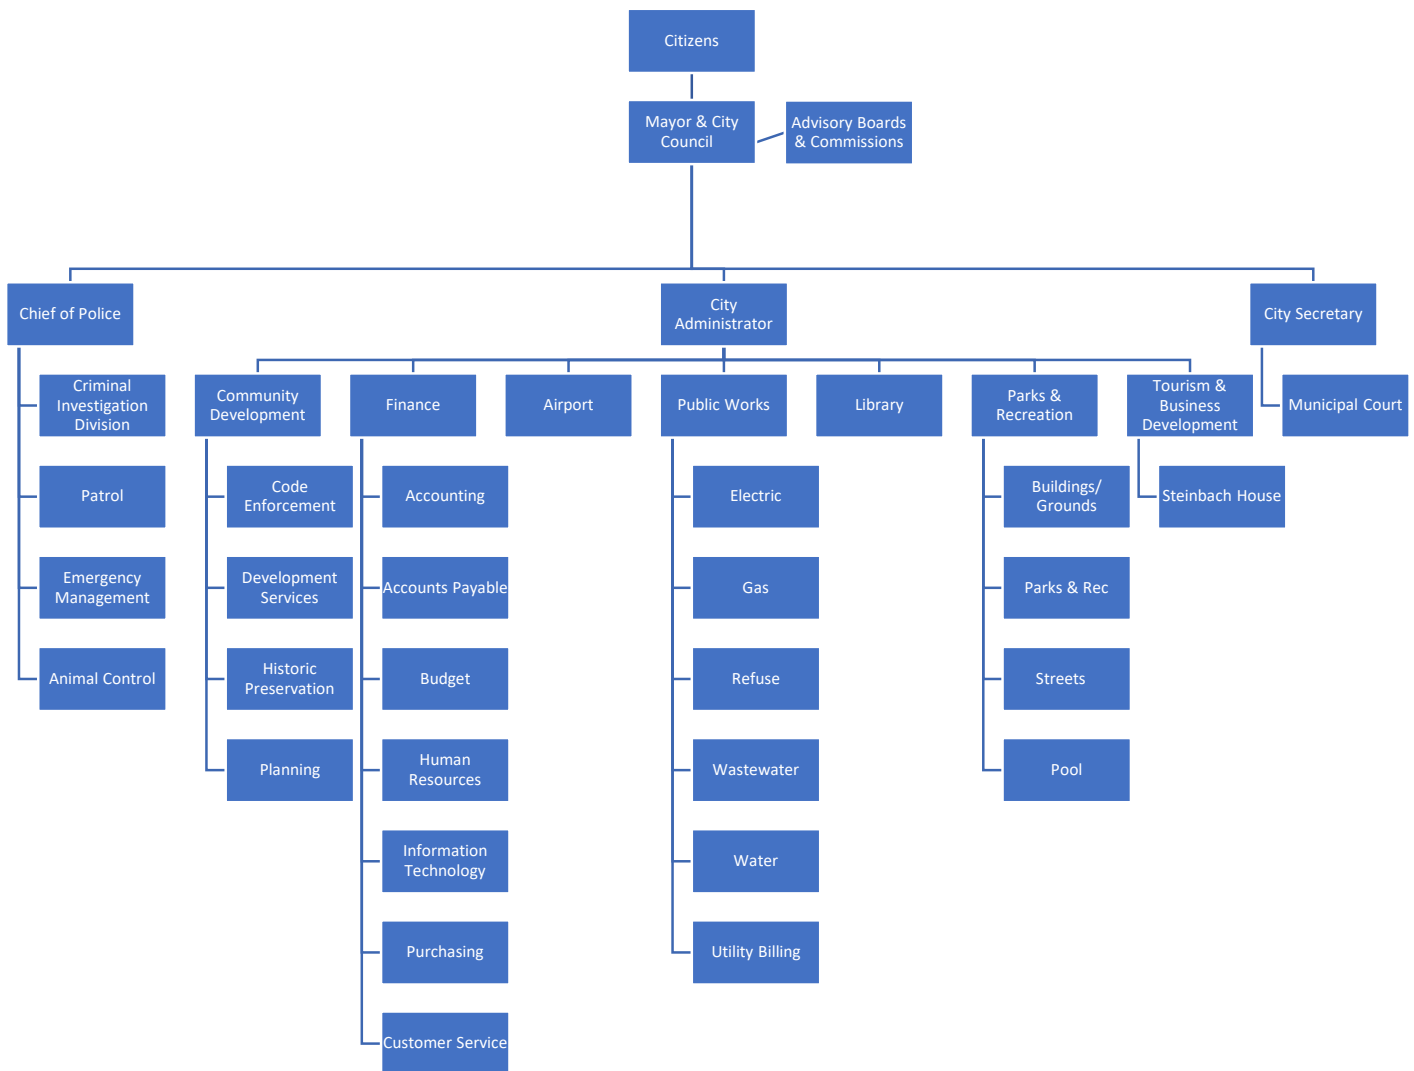 Citizens
Mayor & City
Council
Advisory Boards
& Commissions
Chief of Police
City
Administrator
City Secretary
Criminal
Investigation
Division
Patrol
Emergency
Management
Animal Control
Community
Development
Code
Enforcement
Development
Services
Historic
Preservation
Planning
Finance
Accounting
Accounts Payable
Budget
Human
Resources
Information
Technology
Purchasing
Customer Service
Airport
Public Works
Electric
Gas
Refuse
Wastewater
Water
Utility Billing
Library
Parks &
Recreation
Buildings/
Grounds
Parks & Rec
Streets
Pool
Tourism &
Business
Development
Steinbach House
Municipal Court